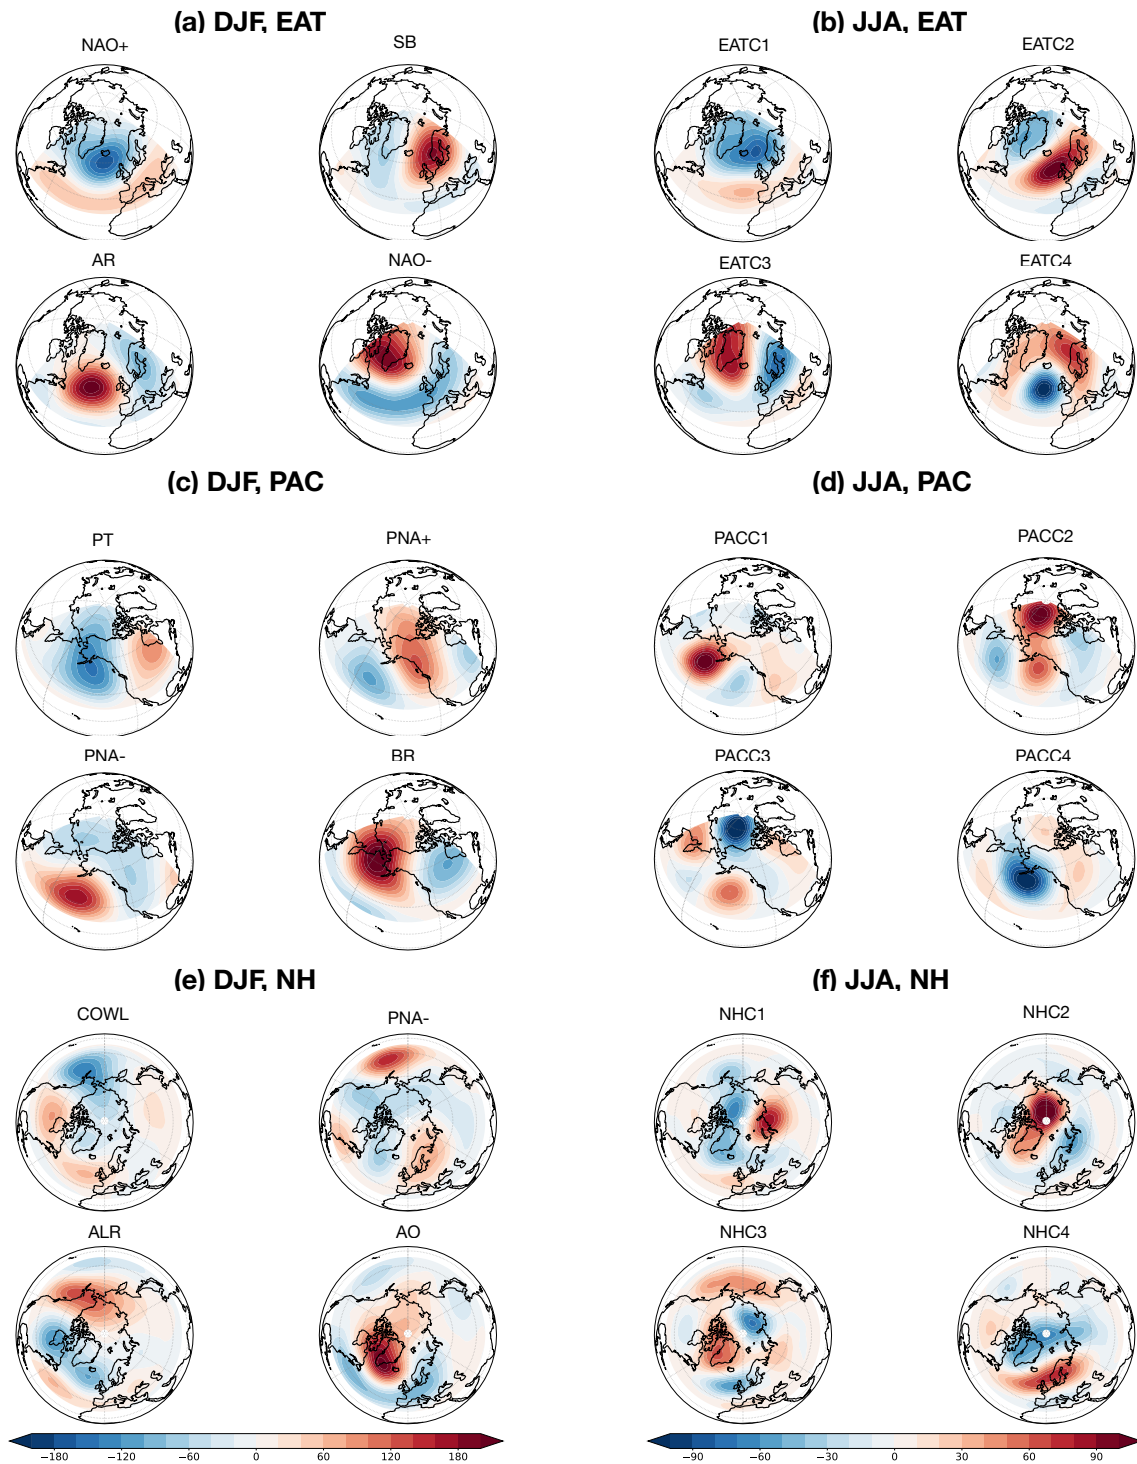 (a) DJF, EAT
(b) JJA, EAT
NAO+
SB
EATC1
EATC2
AR
NAO-
EATC3
EATC4
(c) DJF, PAC
(d) JJA, PAC
PT
PNA+
PACC1
PACC2
PNA-
BR
PACC3
PACC4
(e) DJF, NH
(f) JJA, NH
COWL
PNA-
NHC1
NHC2
ALR
AO
NHC3
NHC4
−180 −120 −60 0 60 120 180
−90 −60 −30 0 30 60 90